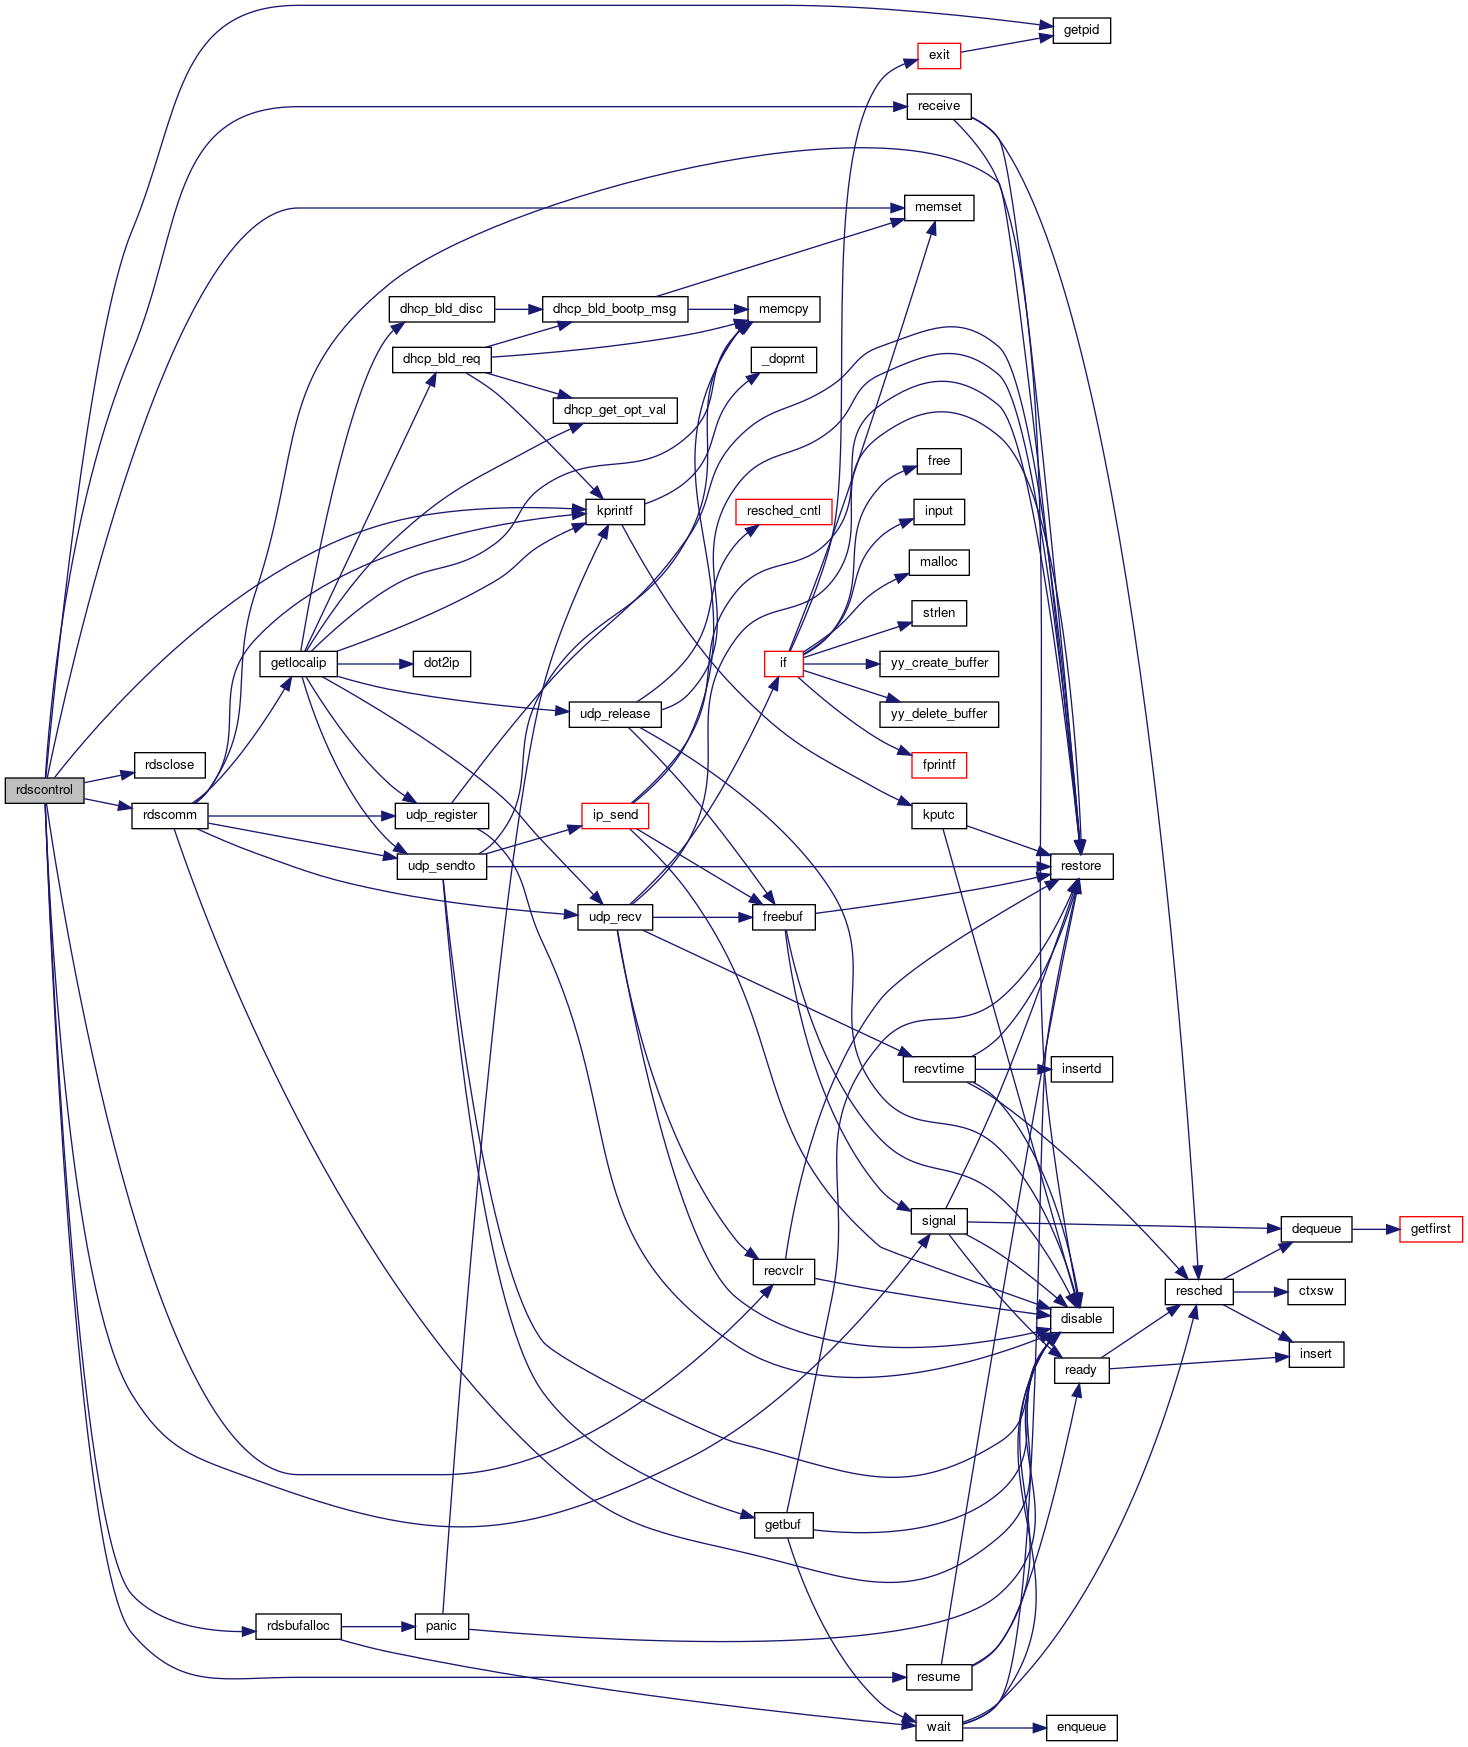 getpid
exit
receive
memset
dhcp_bld_disc
dhcp_bld_bootp_msg
memcpy
dhcp_bld_req
_doprnt
dhcp_get_opt_val
free
kprintf
resched_cntl
input
malloc
strlen
getlocalip
dot2ip
if
yy_create_buffer
udp_release
yy_delete_buffer
rdsclose
fprintf
rdscontrol
rdscomm
udp_register
ip_send
kputc
udp_sendto
restore
udp_recv
freebuf
recvtime
insertd
signal
dequeue
getfirst
recvclr
resched
ctxsw
disable
insert
ready
getbuf
rdsbufalloc
panic
resume
wait
enqueue